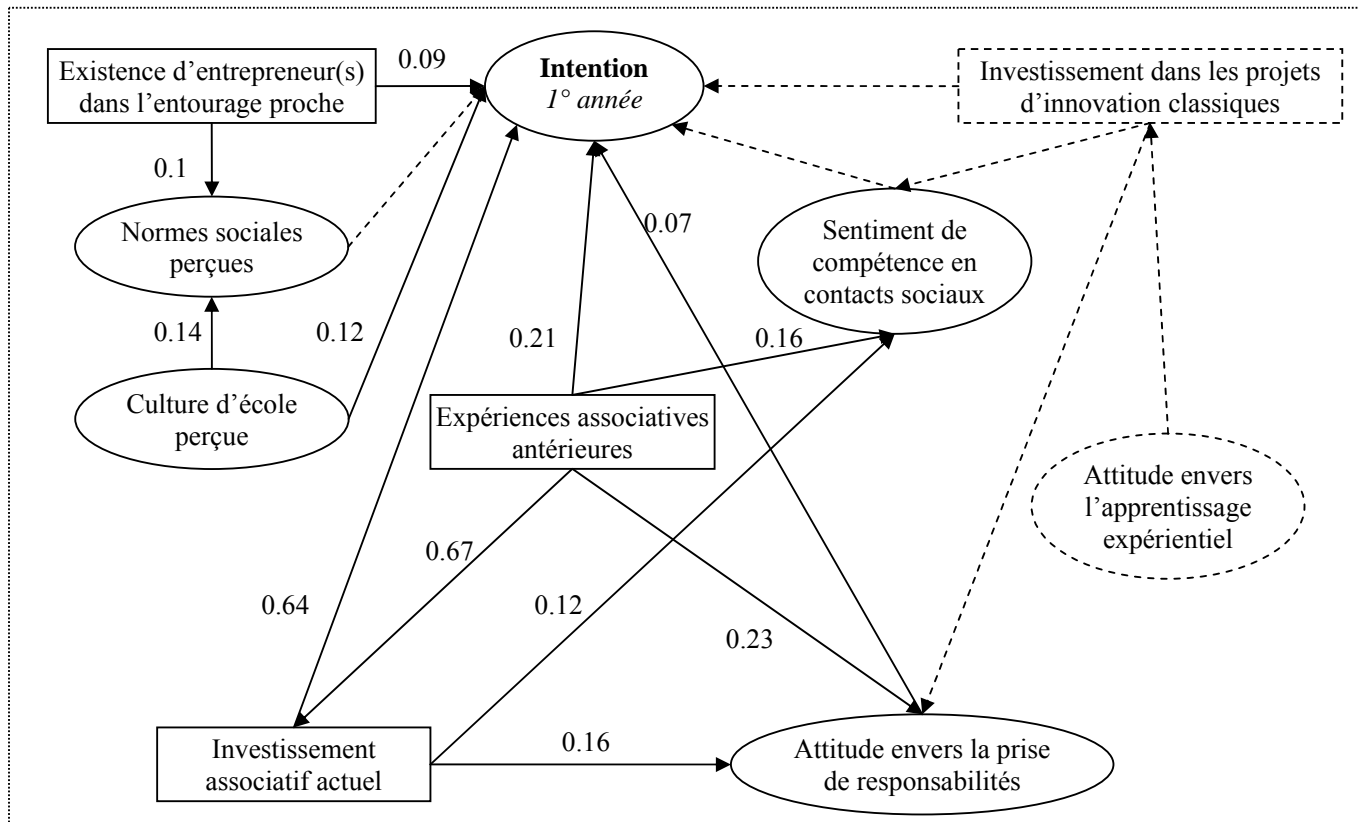 Existence d'entrepreneur(s)
dans l'entourage proche
0.09
Intention
1° année
Investissement dans les projets
d'innovation classiques
0.1
Normes sociales
perçues
0.07
Sentiment de
compétence en
contacts sociaux
0.14
0.12
0.21
0.16
Culture d'école
perçue
Expériences associatives
antérieures
Attitude envers
l'apprentissage
expérientiel
0.67
0.64
0.12
0.23
Investissement
associatif actuel
0.16
Attitude envers la prise
de responsabilités